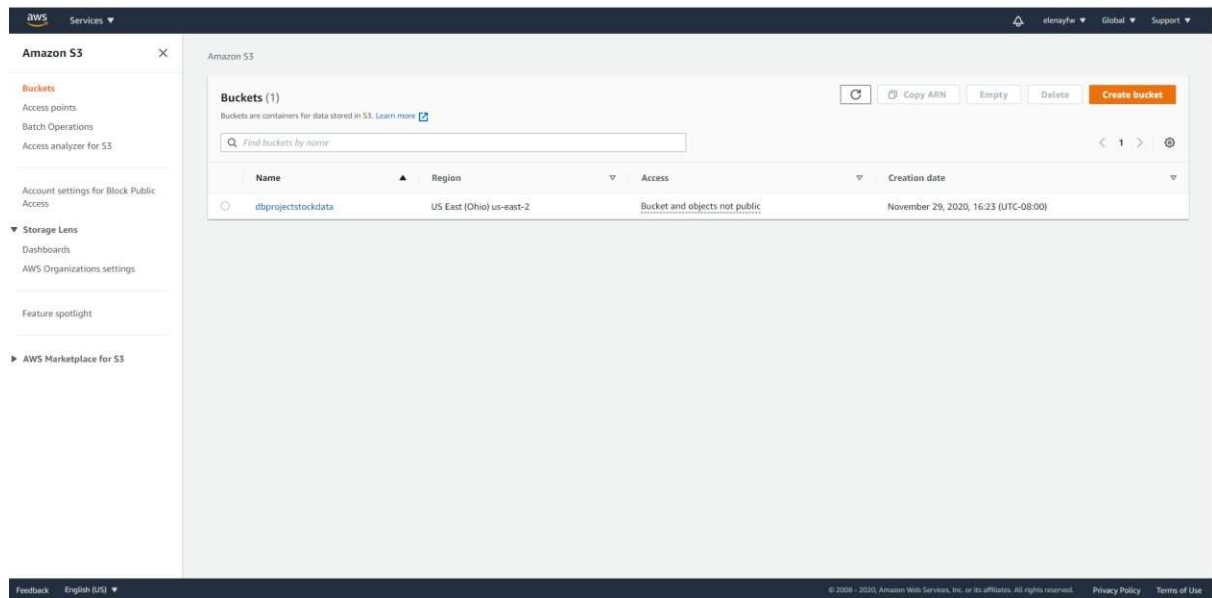 aws Services elenayfw Global Support
Amazon S3
Buckets
Access points
Batch Operations
Access analyzer for S3
Account settings for Block Public
Access
Storage Lens
Dashboards
AWS Organizations settings
Feature spotlight
AWS Marketplace for S3
Amazon S3
Buckets (1)
Copy ARN Empty Delete Create bucket
Buckets are containers for data stored in S3. Learn more
Find buckets by name
1
Name Region Access Creation date
dbprojectstockdata US East (Ohio) us-east-2 Bucket and objects not public November 29, 2020, 16:23 (UTC-08:00)
Feedback English (US) © 2008 - 2020, Amazon Web Services, Inc. or its affiliates. All rights reserved. Privacy Policy Terms of Use